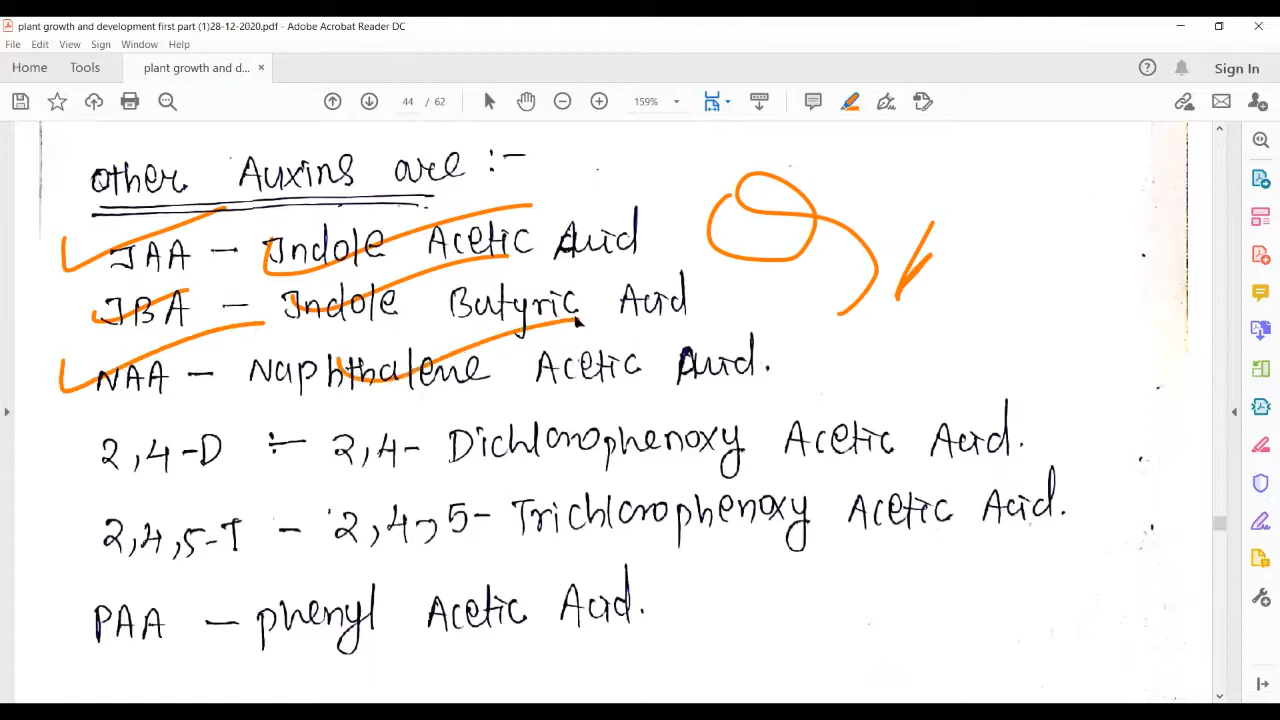 plant growth and development first part (1)28-12-2020.pdf - Adobe Acrobat Reader DC
File Edit View Sign Window Help
Home Tools plant growth and d... × Sign In
44 / 62 159%
other Auxins are :-
IAA - Indole Acetic Acid
IBA - Indole Butyric Acid
NAA - Naphthalene Acetic Acid.
2,4-D ÷ 2,4- Dichlorophenoxy Acetic Acid.
2,4,5-T - 2,4,5- Trichlorophenoxy Acetic Acid.
PAA - phenyl Acetic Acid.